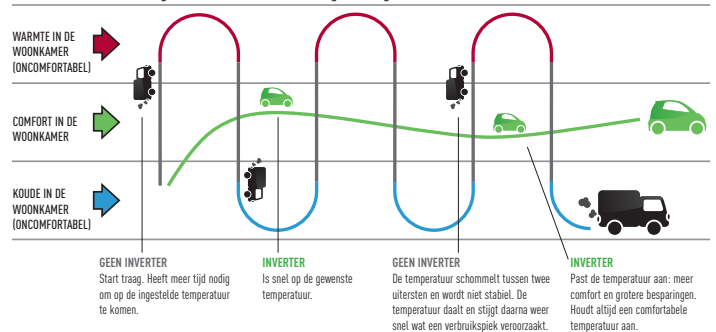 WARMTE IN DE
WOONKAMER
(ONCOMFORTABEL)
COMFORT IN DE
WOONKAMER
KOUDE IN DE
WOONKAMER
(ONCOMFORTABEL)
GEEN INVERTER
Start traag. Heeft meer tijd nodig
om op de ingestelde temperatuur
te komen.
INVERTER
Is snel op de gewenste
temperatuur.
GEEN INVERTER
De temperatuur schommelt tussen twee
uitersten en wordt niet stabiel. De
temperatuur daalt en stijgt daarna weer
snel wat een verbruikspiek veroorzaakt.
INVERTER
Past de temperatuur aan: meer
comfort en grotere besparingen.
Houdt altijd een comfortabele
temperatuur aan.